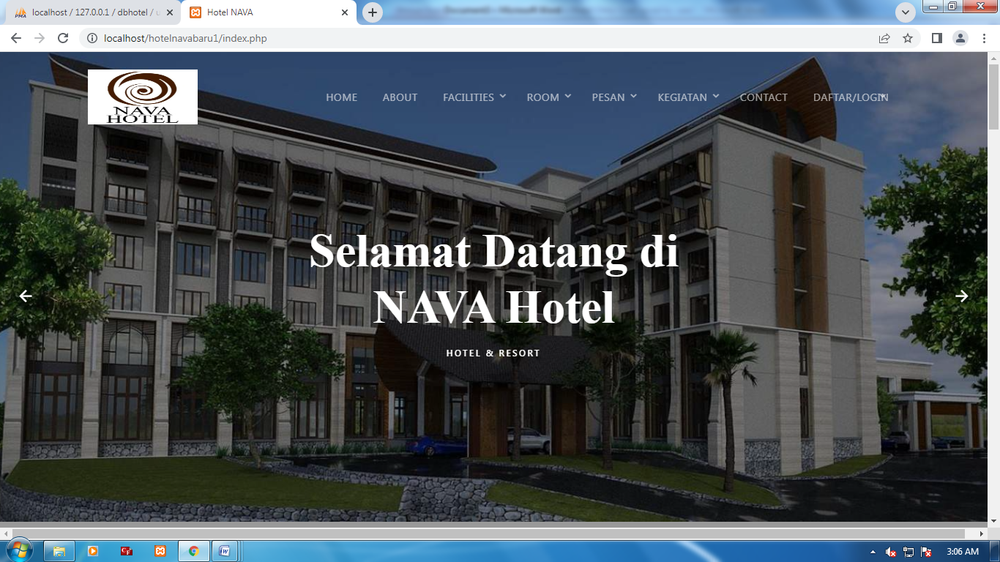 localhost / 127.0.0.1 / dbhotel / u
Hotel NAVA
localhost/hotelnavabaru1/index.php
NAVA
HOTEL
HOME ABOUT FACILITIES ROOM PESAN KEGIATAN CONTACT DAFTAR/LOGIN
Selamat Datang di
NAVA Hotel
HOTEL & RESORT
3:06 AM